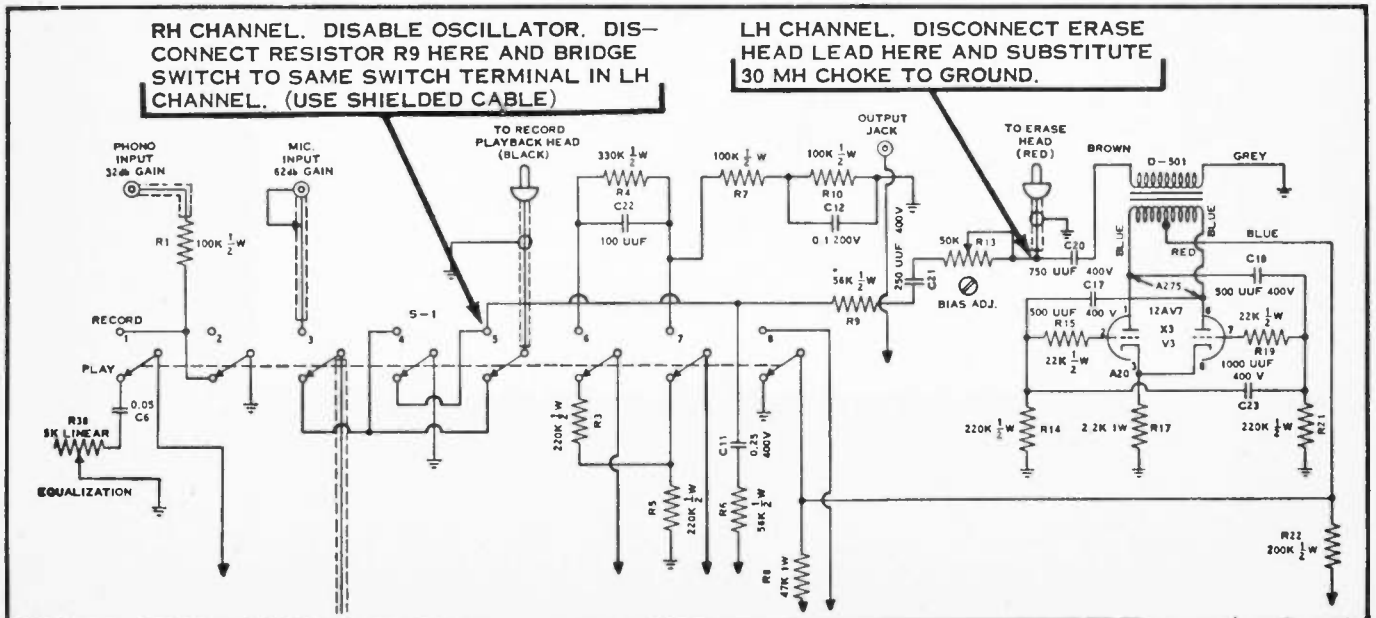 RH CHANNEL. DISABLE OSCILLATOR. DIS-
CONNECT RESISTOR R9 HERE AND BRIDGE
SWITCH TO SAME SWITCH TERMINAL IN LH
CHANNEL. (USE SHIELDED CABLE)
LH CHANNEL. DISCONNECT ERASE
HEAD LEAD HERE AND SUBSTITUTE
30 MH CHOKE TO GROUND.
PHONO
INPUT
32db GAIN
MIC.
INPUT
62db GAIN
TO RECORD
PLAYBACK HEAD
(BLACK)
OUTPUT
JACK
TO ERASE
HEAD
(RED)
BROWN
D-501
GREY
R1
100K 1/2 W
330K 1/2 W
R4
C22
100 UUF
100K 1/2 W
R7
100K 1/2 W
R10
C12
0.1 200V
250 UUF 400V
C21
50K
R13
BIAS ADJ.
C20
750 UUF 400V
BLUE
RED
BLUE
BLUE
C18
500 UUF 400V
A275
C17
500 UUF 400 V
*56K 1/2 W
R9
RECORD
1
2
3
S-1
4
5
6
7
8
PLAY
0.05
C6
R38
5K LINEAR
EQUALIZATION
220K 1/2 W
R3
R5
220K 1/2 W
C11
0.25
400V
R6
56K 1/2 W
R8
47K 1W
R15
22K 1/2 W
1
2
3
12AV7
X3
V3
6
7
8
A20
22K 1/2 W
R19
1000 UUF
400 V
C23
220K 1/2 W
R14
2.2K 1W
R17
220K 1/2 W
R21
R22
200K 1/2 W